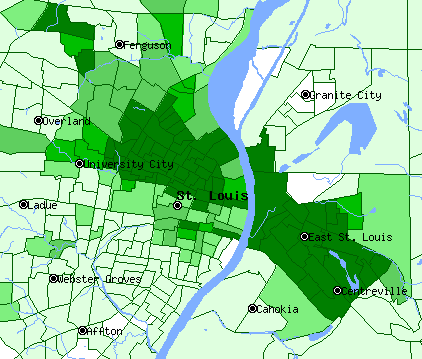 Ferguson
Granite City
Overland
University City
St. Louis
Ladue
East St. Louis
Webster Groves
Centreville
Cahokia
Affton